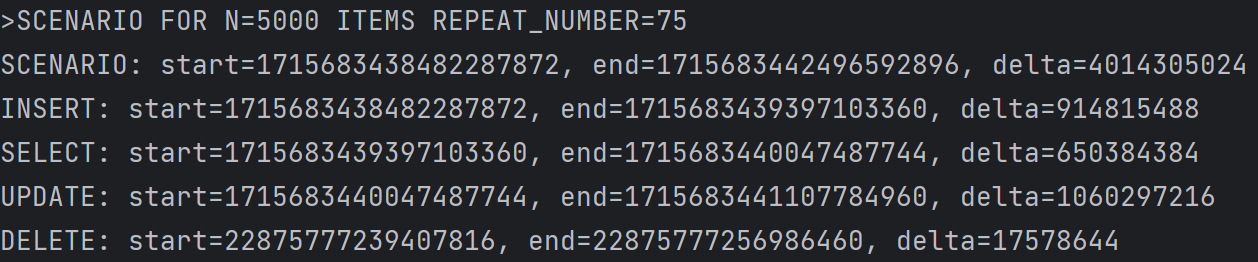 >SCENARIO FOR N=5000 ITEMS REPEAT_NUMBER=75
SCENARIO: start=1715683438482287872, end=1715683442496592896, delta=4014305024
INSERT: start=1715683438482287872, end=1715683439397103360, delta=914815488
SELECT: start=1715683439397103360, end=1715683440047487744, delta=650384384
UPDATE: start=1715683440047487744, end=1715683441107784960, delta=1060297216
DELETE: start=22875777239407816, end=22875777256986460, delta=17578644